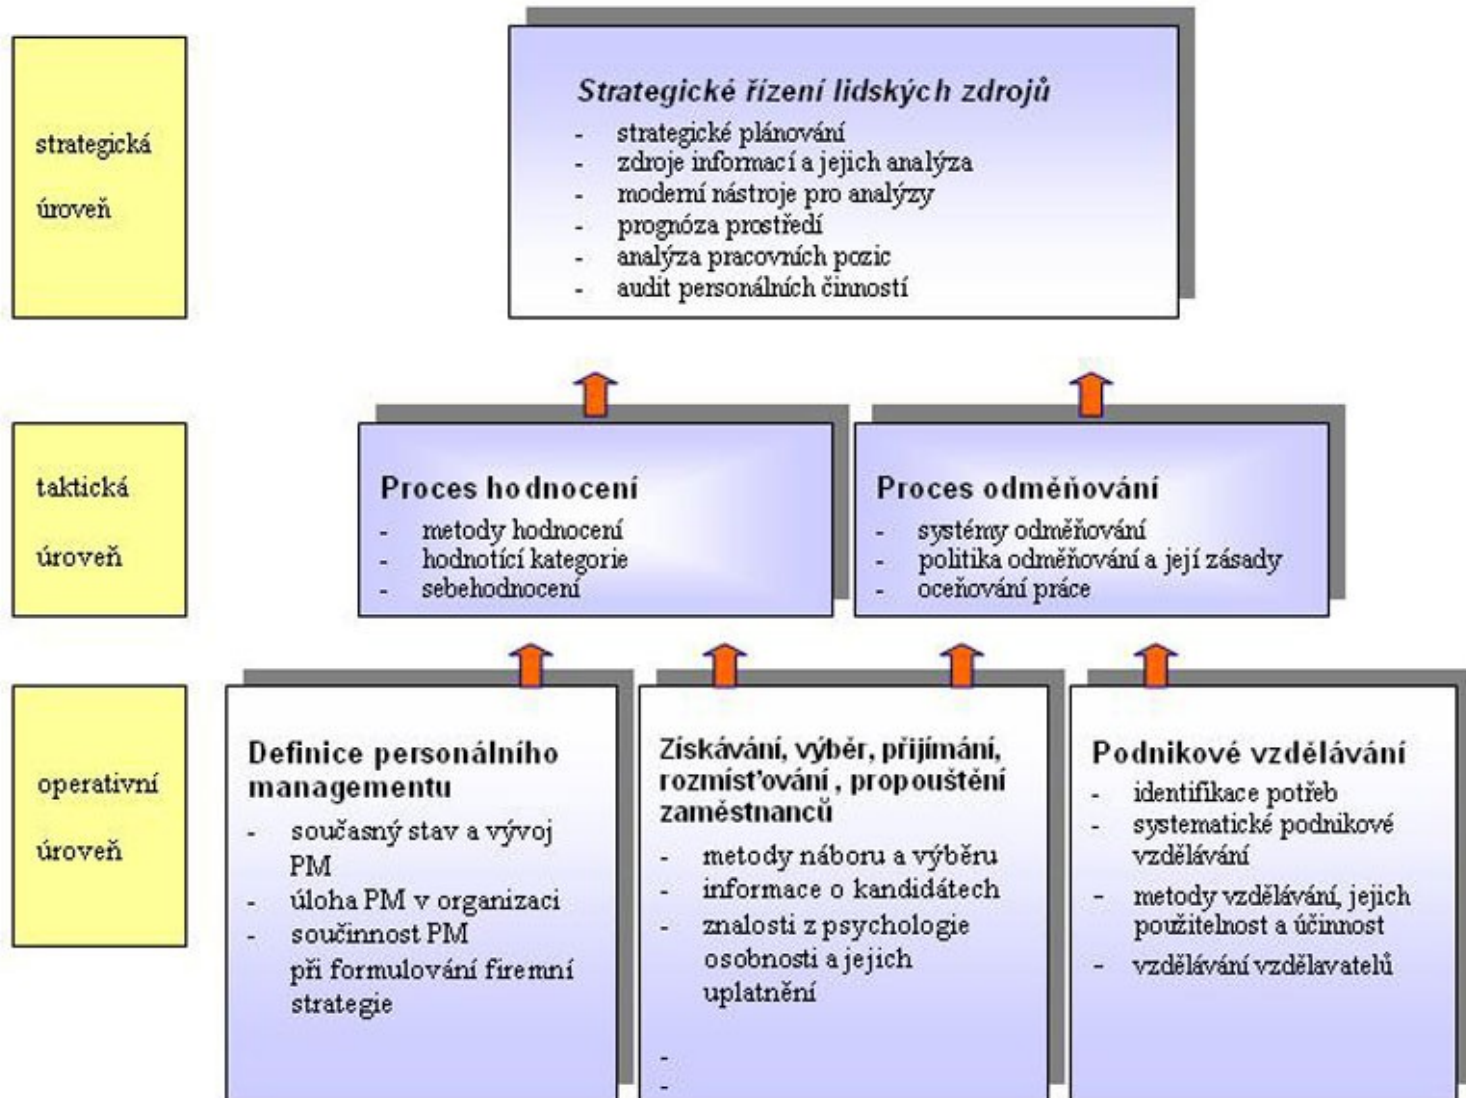 strategická
úroveň
Strategické řízení lidských zdrojů
- strategické plánování
- zdroje informací a jejich analýza
- moderní nástroje pro analýzy
- prognóza prostředí
- analýza pracovních pozic
- audit personálních činností
taktická
úroveň
Proces hodnocení
- metody hodnocení
- hodnotící kategorie
- sebehodnocení
Proces odměňování
- systémy odměňování
- politika odměňování a její zásady
- oceňování práce
operativní
úroveň
Definice personálního
managementu
- současný stav a vývoj
PM
- úloha PM v organizaci
- součinnost PM
při formulování firemní
strategie
Získávání, výběr, přijímání,
rozmísťování , propouštění
zaměstnanců
- metody náboru a výběru
- informace o kandidátech
- znalosti z psychologie
osobnosti a jejich
uplatnění
-
-
Podnikové vzdělávání
- identifikace potřeb
- systematické podnikové
vzdělávání
- metody vzdělávání, jejich
použitelnost a účinnost
- vzdělávání vzdělavatelů